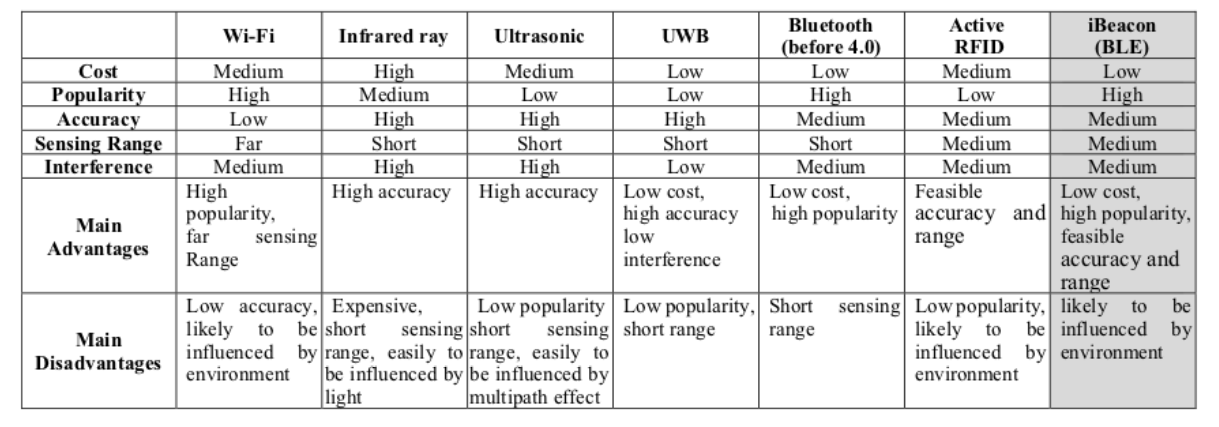 Wi-Fi Infrared ray Ultrasonic UWB Bluetooth (before 4.0) Active RFID iBeacon (BLE)
Cost Medium High Medium Low Low Medium Low
Popularity High Medium Low Low High Low High
Accuracy Low High High High Medium Medium Medium
Sensing Range Far Short Short Short Short Medium Medium
Interference Medium High High Low Medium Medium Medium
Main
Advantages
High
popularity,
far sensing
Range
High accuracy
High accuracy
Low cost,
high accuracy
low
interference
Low cost,
high popularity
Feasible
accuracy and
range
Low cost,
high popularity,
feasible
accuracy and
range
Main
Disadvantages
Low accuracy,
likely to be
influenced by
environment
Expensive,
short sensing
range, easily to
be influenced by
light
Low popularity
short sensing
range, easily to
be influenced by
multipath effect
Low popularity,
short range
Short sensing
range
Low popularity,
likely to be
influenced by
environment
likely to be
influenced by
environment